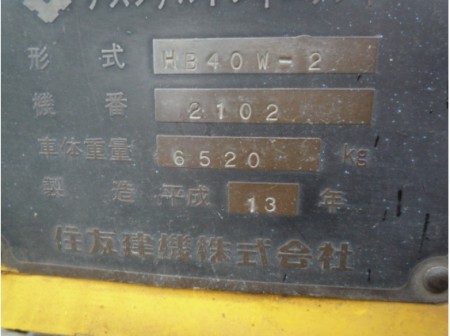 形式 HB40W-2
機番 2102
車体重量 6520 kg
製造 平成 13 年
住友建機株式会社